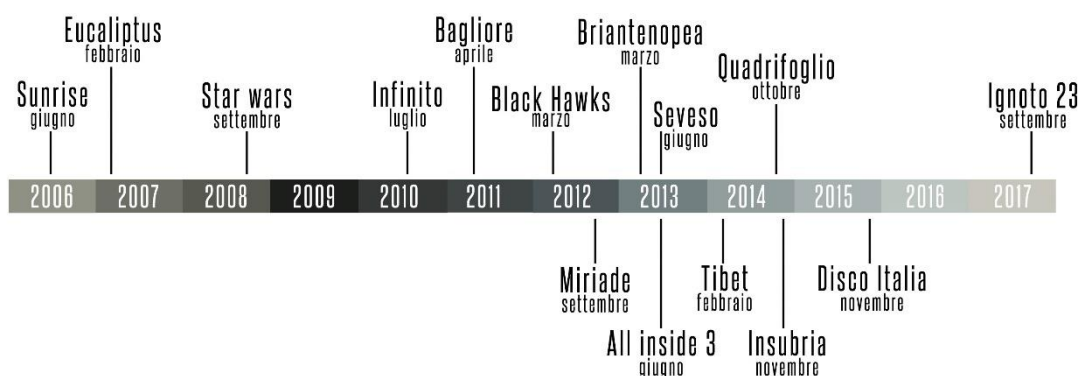 Eucaliptus
febbraio
Bagliore
aprile
Briantenopea
marzo
Quadrifoglio
ottobre
Sunrise
giugno
Star wars
settembre
Infinito
luglio
Black Hawks
marzo
Seveso
giugno
Ignoto 23
settembre
2006 2007 2008 2009 2010 2011 2012 2013 2014 2015 2016 2017
Miriade
settembre
Tibet
febbraio
Disco Italia
novembre
All inside 3
giugno
Insubria
novembre